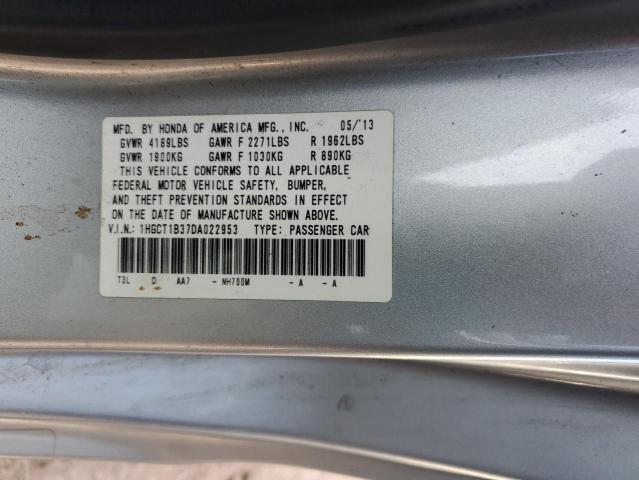 MFD. BY HONDA OF AMERICA MFG., INC. 05/'13
GVWR 4189LBS GAWR F 2271LBS R 1962LBS
GVWR 1900KG GAWR F 1030KG R 890KG
THIS VEHICLE CONFORMS TO ALL APPLICABLE
FEDERAL MOTOR VEHICLE SAFETY, BUMPER,
AND THEFT PREVENTION STANDARDS IN EFFECT
ON THE DATE OF MANUFACTURE SHOWN ABOVE.
V.I.N.: 1HGCT1B37DA022953 TYPE: PASSENGER CAR
T3L D AA7 - NH700M - A - A